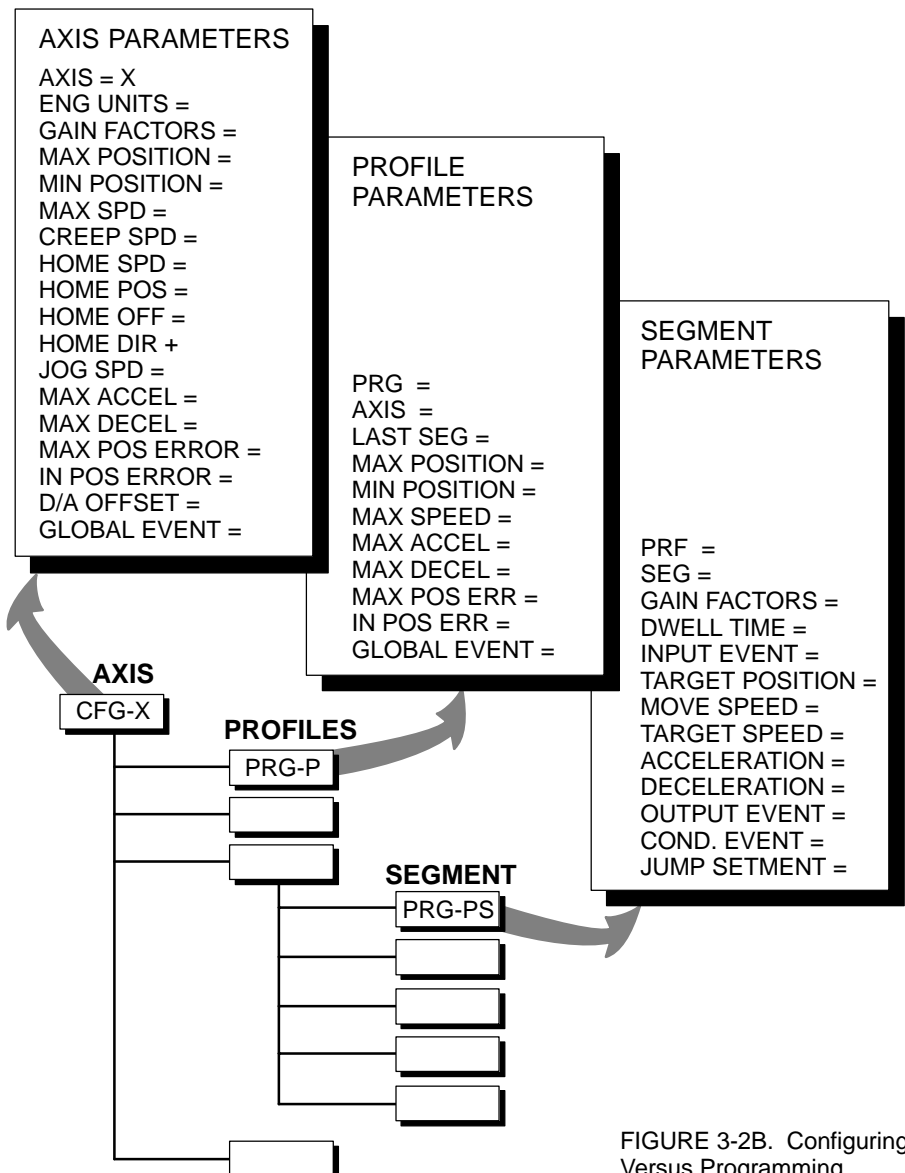 AXIS PARAMETERS
AXIS = X
ENG UNITS =
GAIN FACTORS =
MAX POSITION =
MIN POSITION =
MAX SPD =
CREEP SPD =
HOME SPD =
HOME POS =
HOME OFF =
HOME DIR +
JOG SPD =
MAX ACCEL =
MAX DECEL =
MAX POS ERROR =
IN POS ERROR =
D/A OFFSET =
GLOBAL EVENT =
PROFILE
PARAMETERS
PRG =
AXIS =
LAST SEG =
MAX POSITION =
MIN POSITION =
MAX SPEED =
MAX ACCEL =
MAX DECEL =
MAX POS ERR =
IN POS ERR =
GLOBAL EVENT =
SEGMENT
PARAMETERS
PRF =
SEG =
GAIN FACTORS =
DWELL TIME =
INPUT EVENT =
TARGET POSITION =
MOVE SPEED =
TARGET SPEED =
ACCELERATION =
DECELERATION =
OUTPUT EVENT =
COND. EVENT =
JUMP SETMENT =
AXIS
CFG-X
PROFILES
PRG-P
SEGMENT
PRG-PS
FIGURE 3-2B. Configuring
Versus Programming